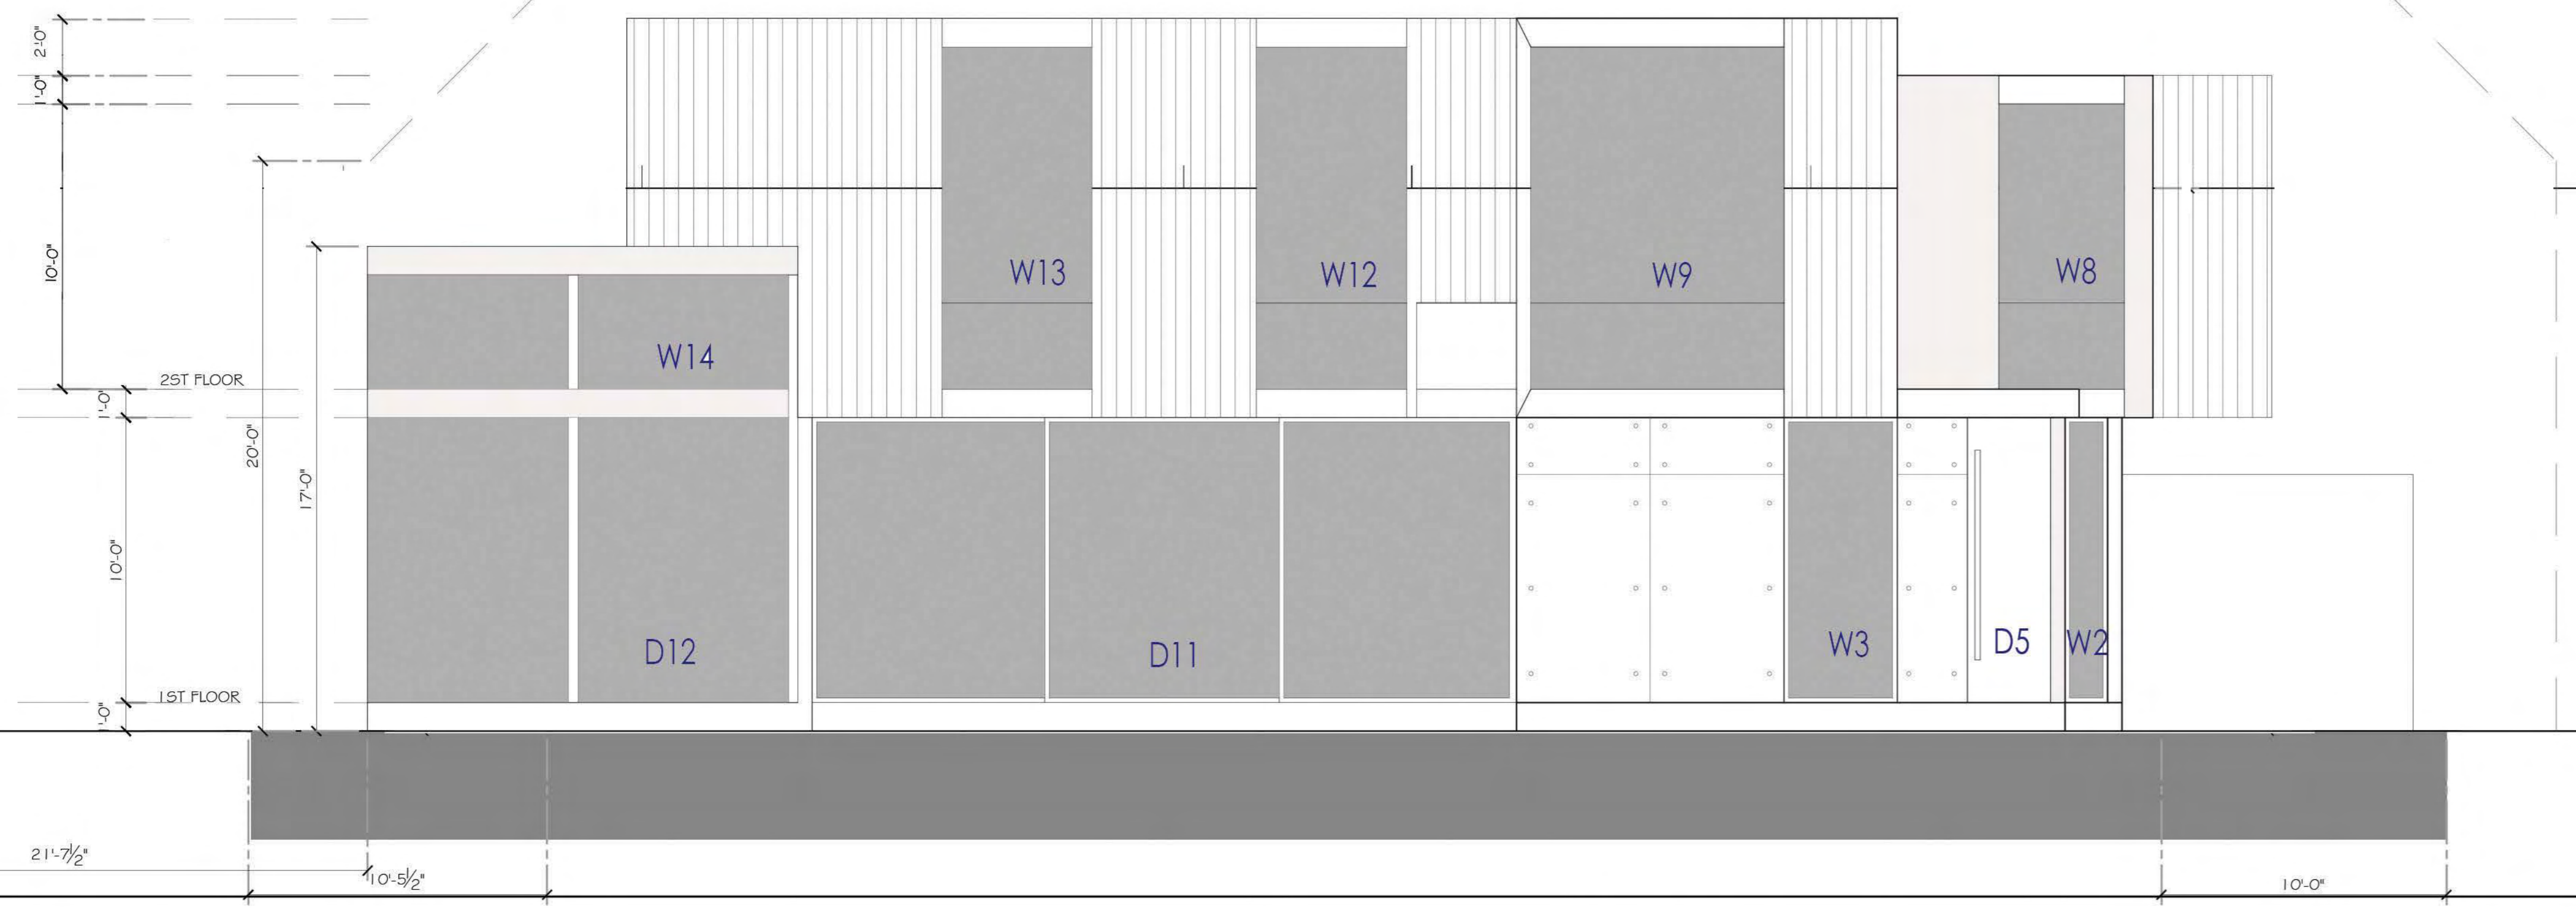 2'-0"
1'-0"
10'-0"
2ST FLOOR
1'-0"
10'-0"
20'-0"
17'-0"
1ST FLOOR
1'-0"
W13
W12
W9
W8
W14
D12
D11
W3
D5
W2
21'-7½"
10'-5½"
10'-0"